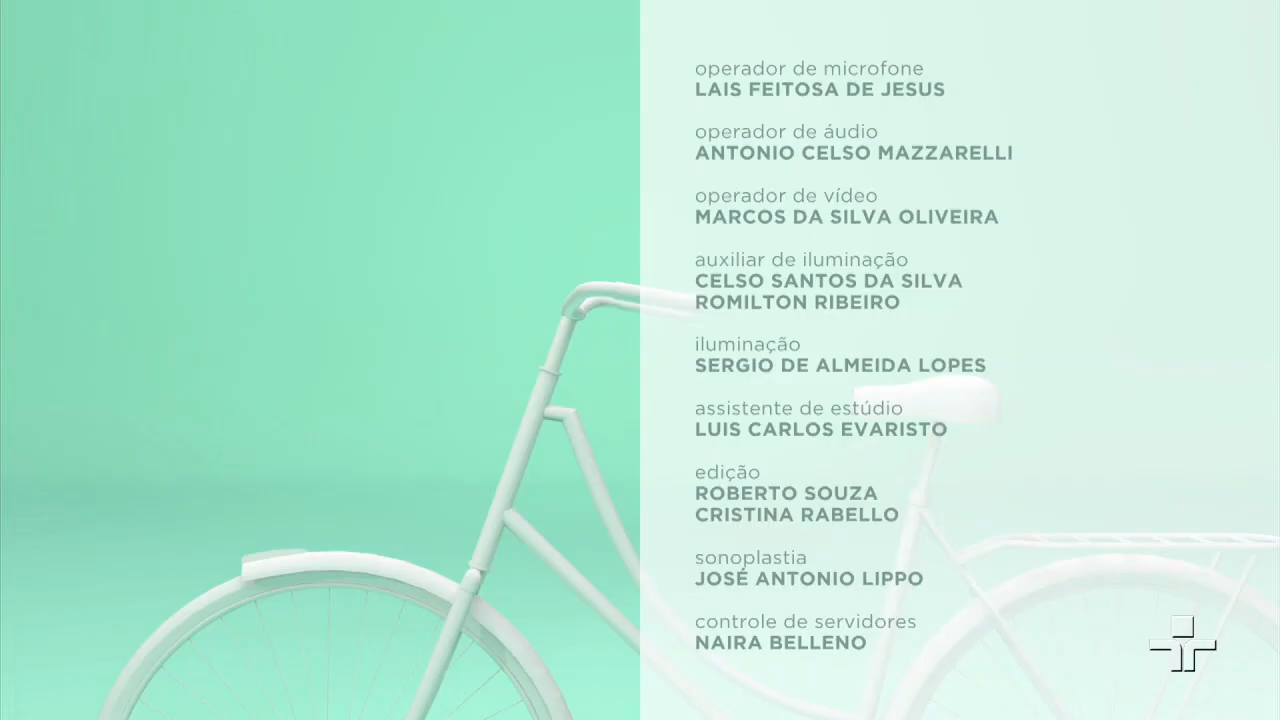 operador de microfone
LAIS FEITOSA DE JESUS
operador de áudio
ANTONIO CELSO MAZZARELLI
operador de vídeo
MARCOS DA SILVA OLIVEIRA
auxiliar de iluminação
CELSO SANTOS DA SILVA
ROMILTON RIBEIRO
iluminação
SERGIO DE ALMEIDA LOPES
assistente de estúdio
LUIS CARLOS EVARISTO
edição
ROBERTO SOUZA
CRISTINA RABELLO
sonoplastia
JOSÉ ANTONIO LIPPO
controle de servidores
NAIRA BELLENO